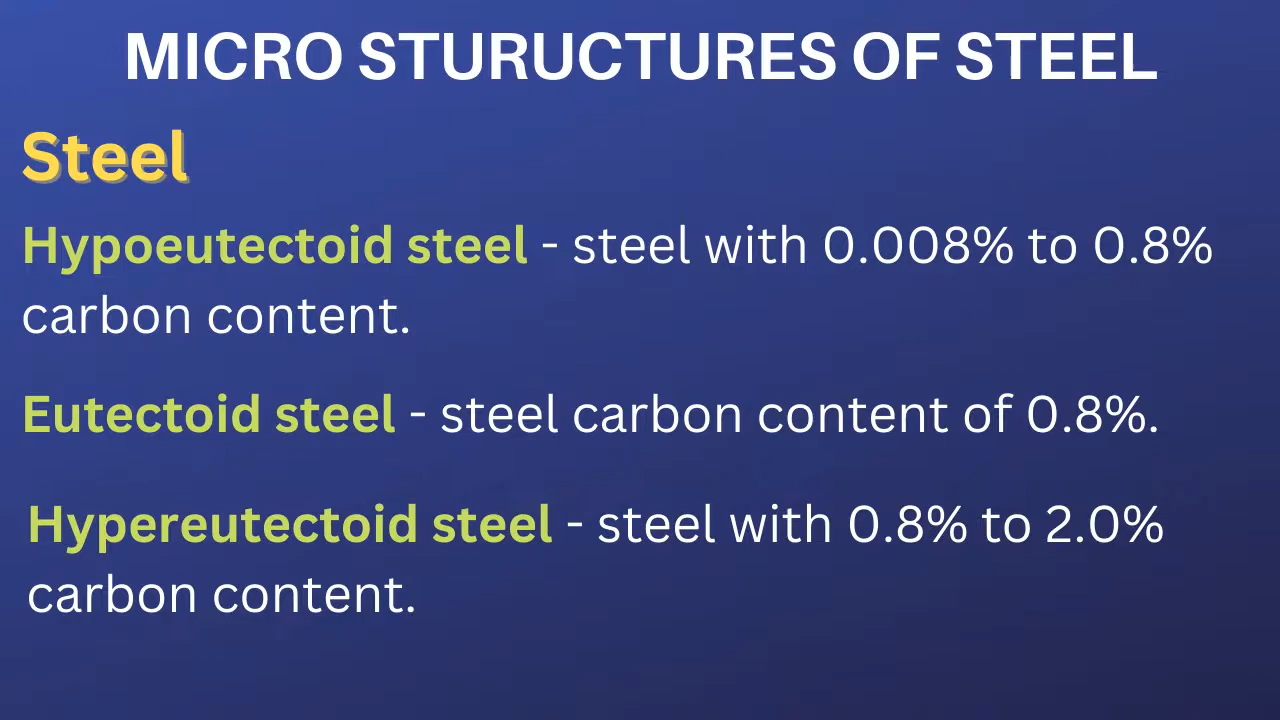 MICRO STURUCTURES OF STEEL
Steel
Hypoeutectoid steel - steel with 0.008% to 0.8%
carbon content.
Eutectoid steel - steel carbon content of 0.8%.
Hypereutectoid steel - steel with 0.8% to 2.0%
carbon content.